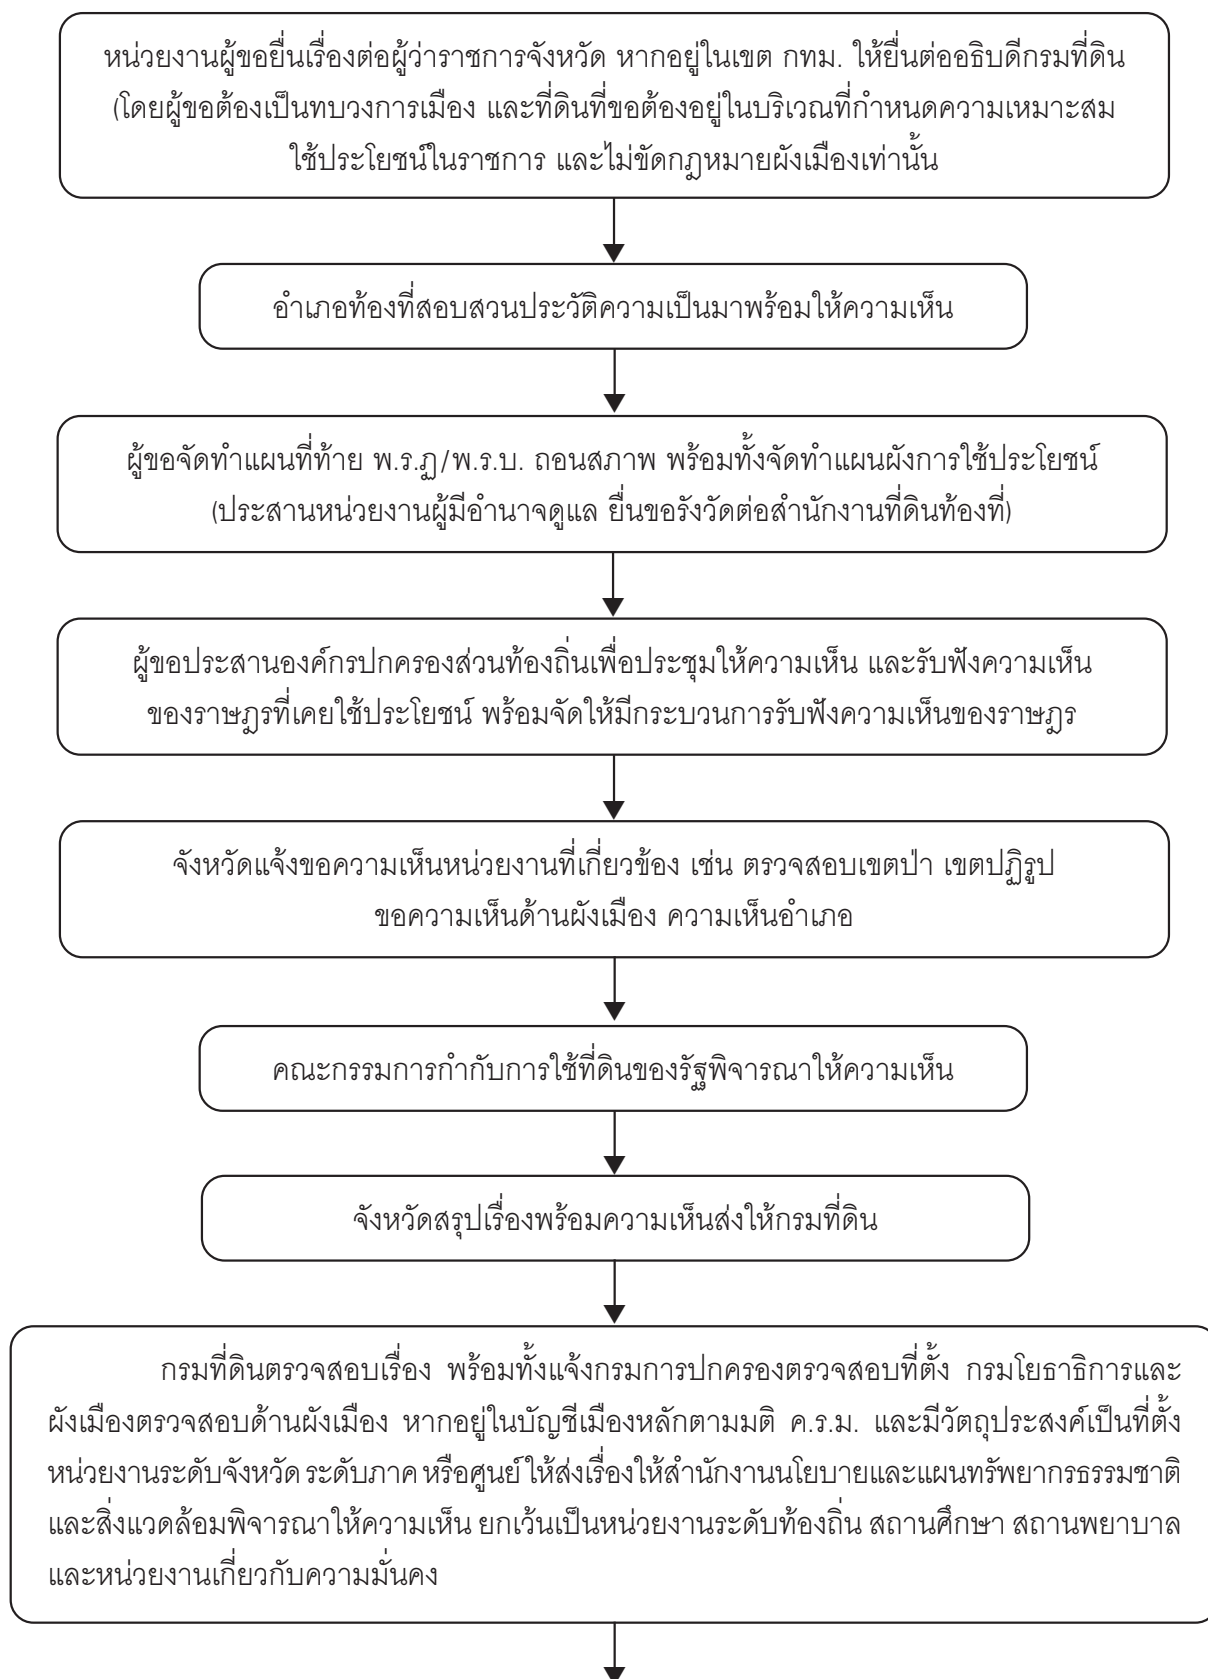 หน่วยงานผู้ขอยื่นเรื่องต่อผู้ว่าราชการจังหวัด หากอยู่ในเขต กทม. ให้ยื่นต่ออธิบดีกรมที่ดิน
(โดยผู้ขอต้องเป็นทบวงการเมือง และที่ดินที่ขอต้องอยู่ในบริเวณที่กำหนดความเหมาะสม
ใช้ประโยชน์ในราชการ และไม่ขัดกฎหมายผังเมืองเท่านั้น
อำเภอท้องที่สอบสวนประวัติความเป็นมาพร้อมให้ความเห็น
ผู้ขอจัดทำแผนที่ท้าย พ.ร.ฎ/พ.ร.บ. ถอนสภาพ พร้อมทั้งจัดทำแผนผังการใช้ประโยชน์
(ประสานหน่วยงานผู้มีอำนาจดูแล ยื่นขอรังวัดต่อสำนักงานที่ดินท้องที่)
ผู้ขอประสานองค์กรปกครองส่วนท้องถิ่นเพื่อประชุมให้ความเห็น และรับฟังความเห็น
ของราษฎรที่เคยใช้ประโยชน์ พร้อมจัดให้มีกระบวนการรับฟังความเห็นของราษฎร
จังหวัดแจ้งขอความเห็นหน่วยงานที่เกี่ยวข้อง เช่น ตรวจสอบเขตป่า เขตปฏิรูป
ขอความเห็นด้านผังเมือง ความเห็นอำเภอ
คณะกรรมการกำกับการใช้ที่ดินของรัฐพิจารณาให้ความเห็น
จังหวัดสรุปเรื่องพร้อมความเห็นส่งให้กรมที่ดิน
กรมที่ดินตรวจสอบเรื่อง พร้อมทั้งแจ้งกรมการปกครองตรวจสอบที่ตั้ง กรมโยธาธิการและ
ผังเมืองตรวจสอบด้านผังเมือง หากอยู่ในบัญชีเมืองหลักตามมติ ค.ร.ม. และมีวัตถุประสงค์เป็นที่ตั้ง
หน่วยงานระดับจังหวัด ระดับภาค หรือศูนย์ ให้ส่งเรื่องให้สำนักงานนโยบายและแผนทรัพยากรธรรมชาติ
และสิ่งแวดล้อมพิจารณาให้ความเห็น ยกเว้นเป็นหน่วยงานระดับท้องถิ่น สถานศึกษา สถานพยาบาล
และหน่วยงานเกี่ยวกับความมั่นคง